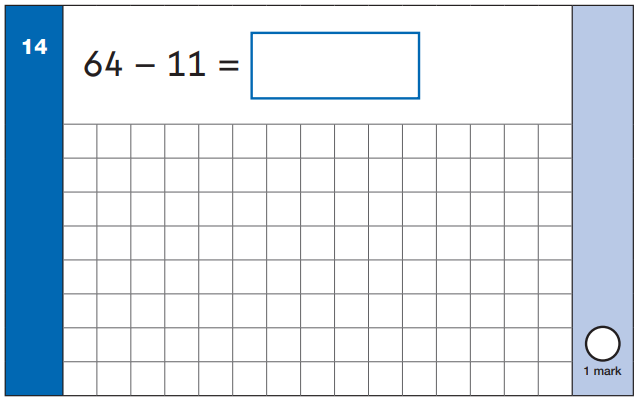 14
64 – 11 =
1 mark